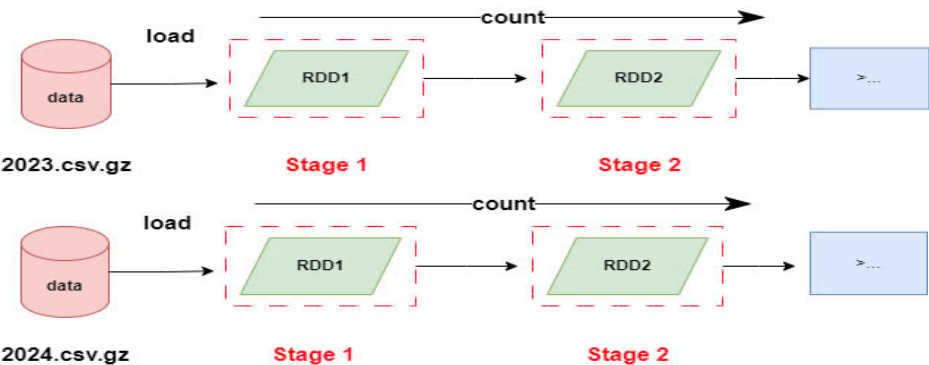 count
load
RDD1
RDD2
>...
data
2023.csv.gz
Stage 1
Stage 2
count
load
RDD1
RDD2
>...
data
2024.csv.gz
Stage 1
Stage 2